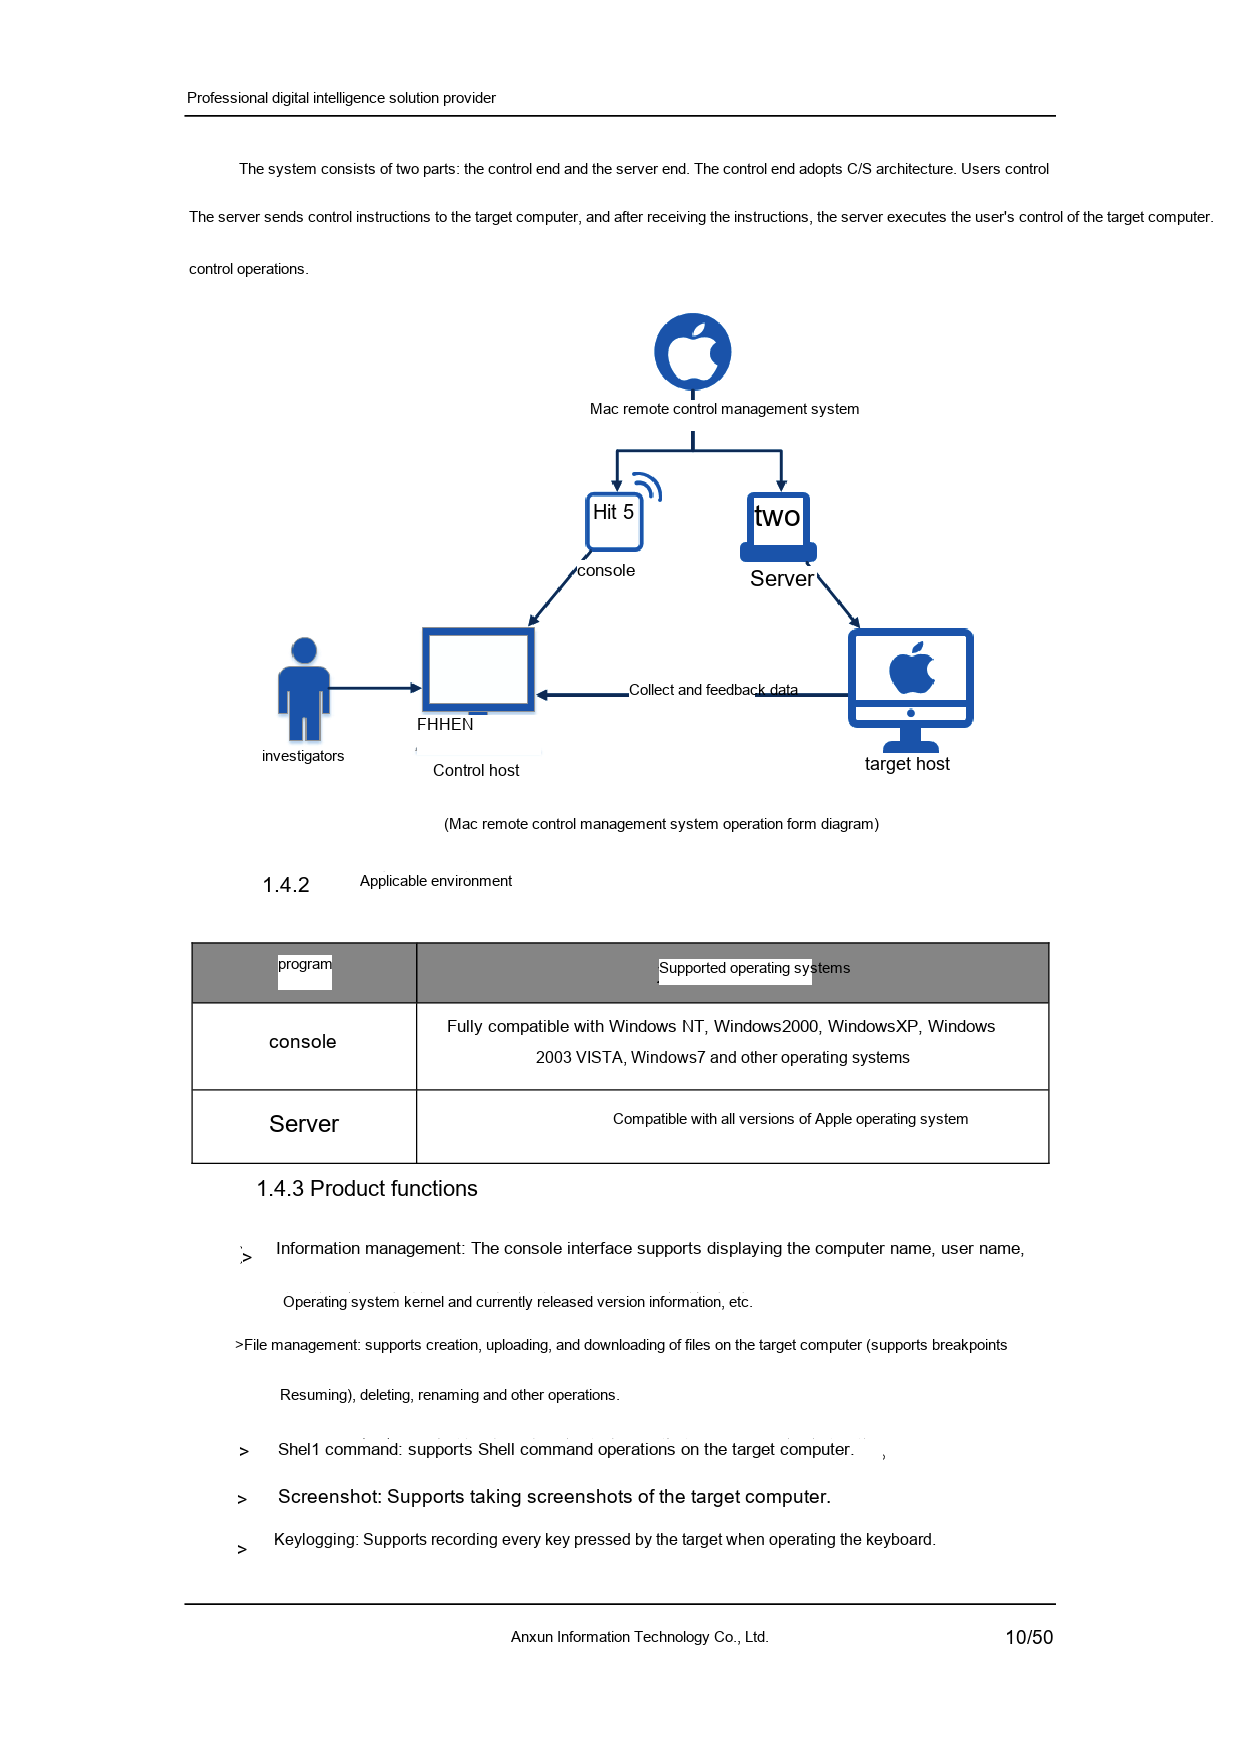 Professional digital intelligence solution provider
The system consists of two parts: the control end and the server end. The control end adopts C/S architecture. Users control
The server sends control instructions to the target computer, and after receiving the instructions, the server executes the user's control of the target computer.
control operations.
Mac remote control management system
Hit 5
two
console
Server
Collect and feedback data
FHHEN
investigators
Control host
target host
(Mac remote control management system operation form diagram)
1.4.2 Applicable environment
program Supported operating systems
console Fully compatible with Windows NT, Windows2000, WindowsXP, Windows
2003 VISTA, Windows7 and other operating systems
Server Compatible with all versions of Apple operating system
1.4.3 Product functions
> Information management: The console interface supports displaying the computer name, user name,
Operating system kernel and currently released version information, etc.
>File management: supports creation, uploading, and downloading of files on the target computer (supports breakpoints
Resuming), deleting, renaming and other operations.
> Shel1 command: supports Shell command operations on the target computer.
> Screenshot: Supports taking screenshots of the target computer.
> Keylogging: Supports recording every key pressed by the target when operating the keyboard.
Anxun Information Technology Co., Ltd. 10/50